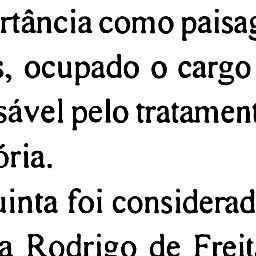 rtância como paisag
s, ocupado o cargo
sável pelo tratament
ória.
uinta foi considerad
a Rodrigo de Freit